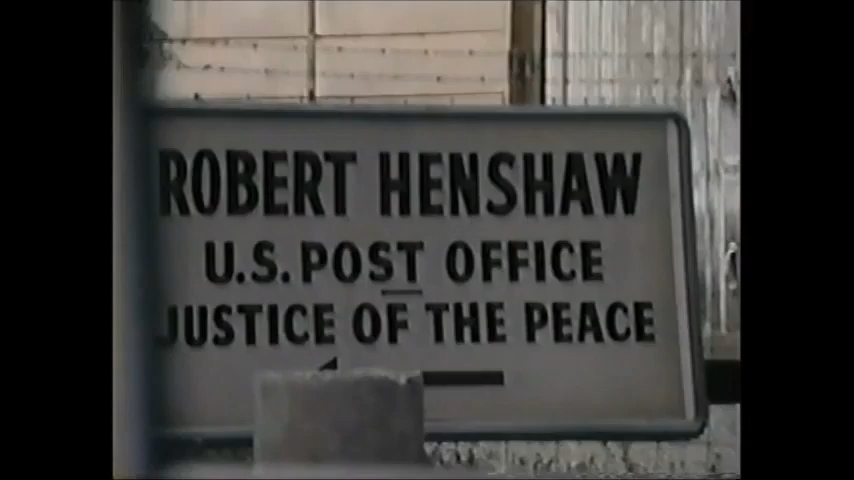 ROBERT HENSHAW
U.S. POST OFFICE
JUSTICE OF THE PEACE